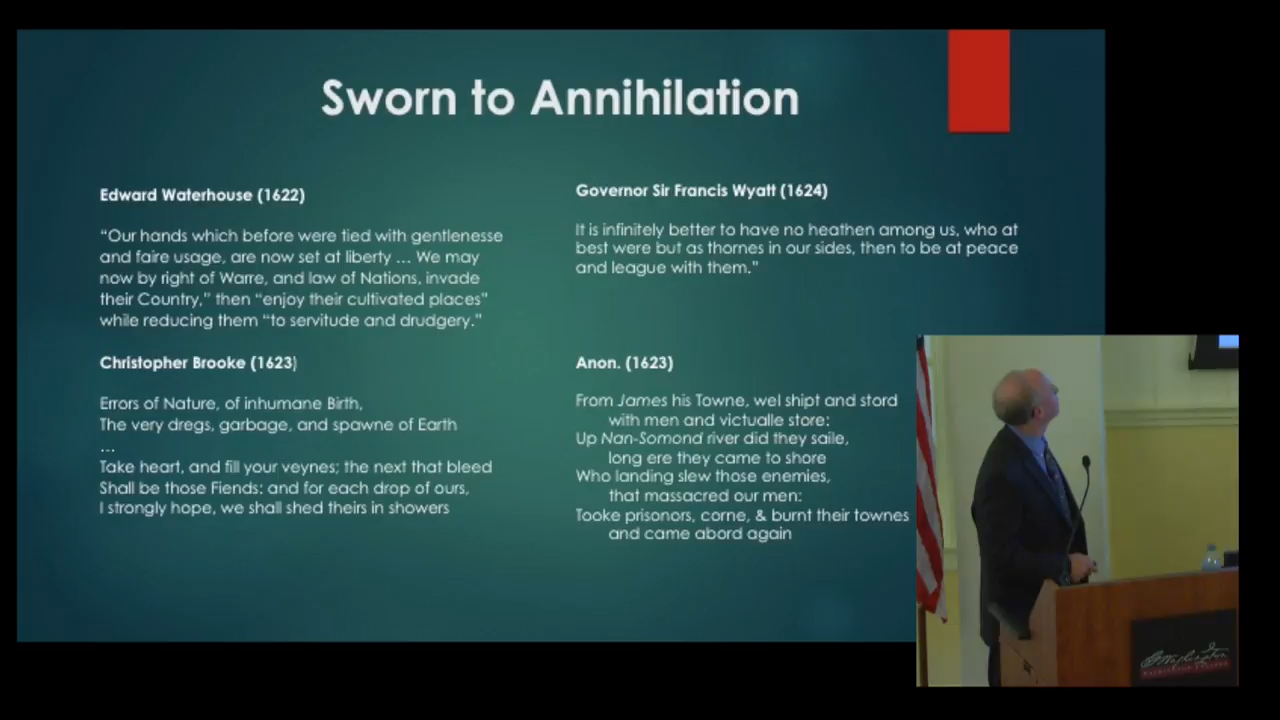 Sworn to Annihilation
Edward Waterhouse (1622)
“Our hands which before were tied with gentlenesse
and faire usage, are now set at liberty … We may
now by right of Warre, and law of Nations, invade
their Country,” then “enjoy their cultivated places”
while reducing them “to servitude and drudgery.”
Christopher Brooke (1623)
Errors of Nature, of inhumane Birth,
The very dregs, garbage, and spawne of Earth
…
Take heart, and fill your veynes; the next that bleed
Shall be those Fiends: and for each drop of ours,
I strongly hope, we shall shed theirs in showers
Governor Sir Francis Wyatt (1624)
It is infinitely better to have no heathen among us, who at
best were but as thornes in our sides, then to be at peace
and league with them.”
Anon. (1623)
From James his Towne, wel shipt and stord
with men and victualle store:
Up Nan-Somond river did they saile,
long ere they came to shore
Who landing slew those enemies,
that massacred our men:
Tooke prisonors, corne, & burnt their townes
and came abord again
GWashington
WASHINGTON COLLEGE